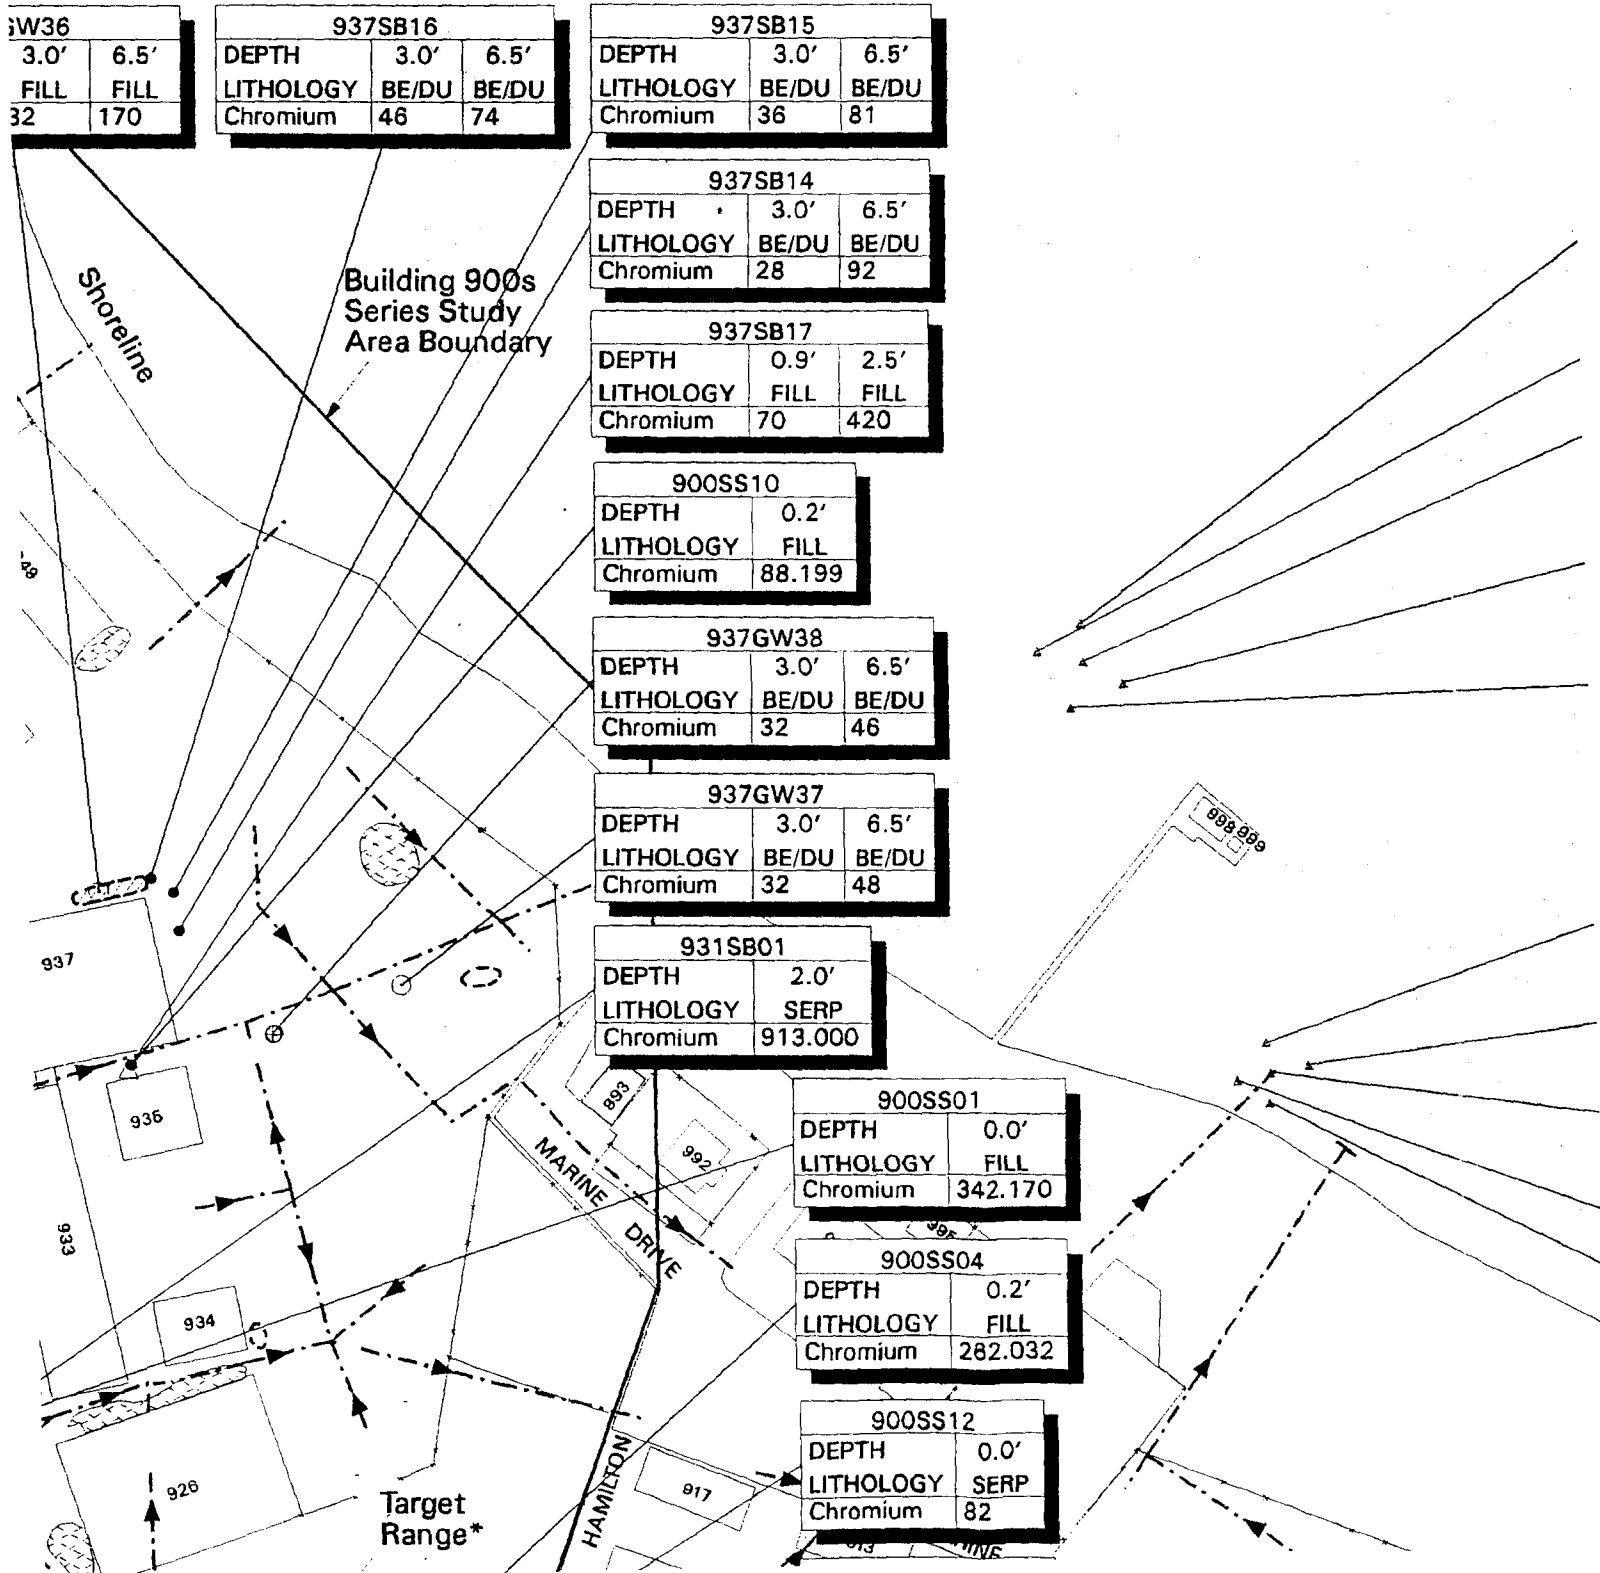 GW36
3.0′ 6.5′
FILL FILL
32 170
937SB16
DEPTH 3.0′ 6.5′
LITHOLOGY BE/DU BE/DU
Chromium 46 74
937SB15
DEPTH 3.0′ 6.5′
LITHOLOGY BE/DU BE/DU
Chromium 36 81
937SB14
DEPTH 3.0′ 6.5′
LITHOLOGY BE/DU BE/DU
Chromium 28 92
Shoreline
Building 900s
Series Study
Area Boundary
937SB17
DEPTH 0.9′ 2.5′
LITHOLOGY FILL FILL
Chromium 70 420
900SS10
DEPTH 0.2′
LITHOLOGY FILL
Chromium 88.199
49
937GW38
DEPTH 3.0′ 6.5′
LITHOLOGY BE/DU BE/DU
Chromium 32 46
937GW37
DEPTH 3.0′ 6.5′
LITHOLOGY BE/DU BE/DU
Chromium 32 48
998 999
937
931SB01
DEPTH 2.0′
LITHOLOGY SERP
Chromium 913.000
935
893
992
MARINE DRIVE
900SS01
DEPTH 0.0′
LITHOLOGY FILL
Chromium 342.170
933
995
900SS04
DEPTH 0.2′
LITHOLOGY FILL
Chromium 262.032
934
900SS12
DEPTH 0.0′
LITHOLOGY SERP
Chromium 82
926
Target
Range*
HAMILTON
917